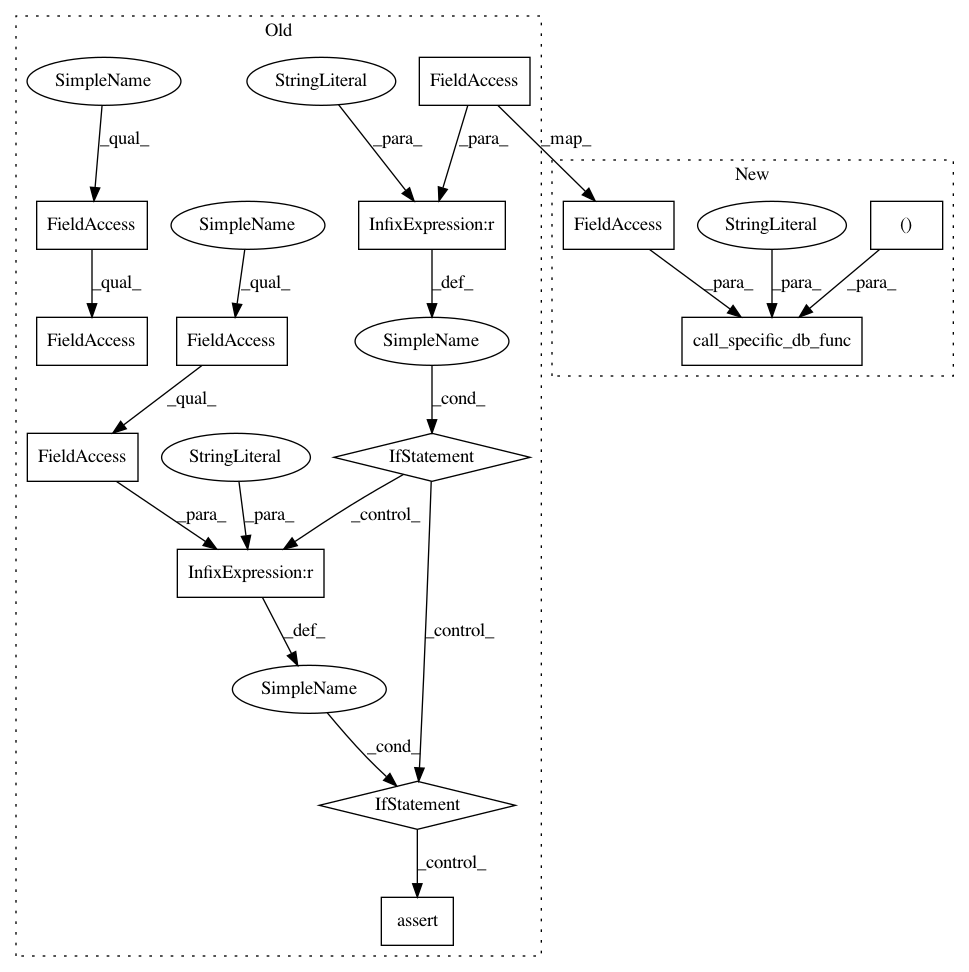 Old
SimpleName
StringLiteral
FieldAccess
_qual_
_para_
_para_
_map_
New
FieldAccess
SimpleName
InfixExpression:r
FieldAccess
StringLiteral
()
_qual_
_qual_
_def_
_para_
_para_
_para_
FieldAccess
FieldAccess
SimpleName
call_specific_db_func
_qual_
_cond_
FieldAccess
StringLiteral
IfStatement
_para_
_para_
_control_
InfixExpression:r
_def_
_control_
SimpleName
_cond_
IfStatement
_control_
assert